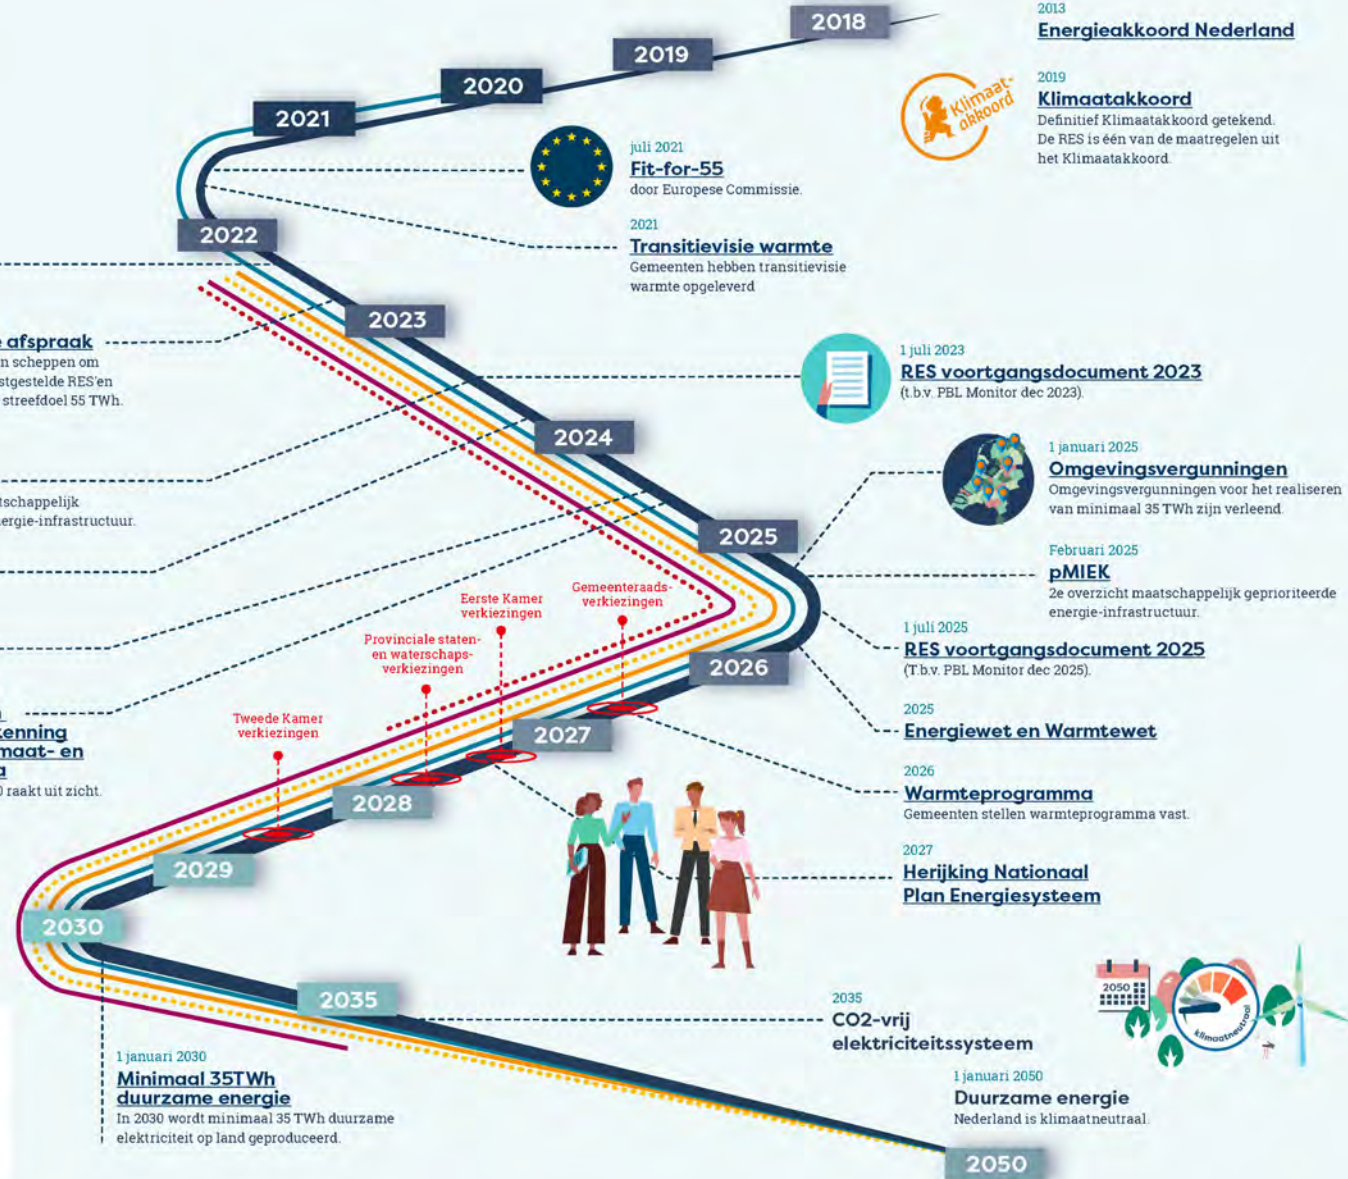 2018
2019
2020
2021
2013
Energieakkoord Nederland
Klimaat-
akkoord
2019
Klimaatakkoord
Definitief Klimaatakkoord getekend.
De RES is één van de maatregelen uit
het Klimaatakkoord.
juli 2021
Fit-for-55
door Europese Commissie.
2021
Transitievisie warmte
Gemeenten hebben transitievisie
warmte opgeleverd
2022
2023
afspraak
n scheppen om
stgestelde RES'en
streefdoel 55 TWh.
1 juli 2023
RES voortgangsdocument 2023
(t.b.v. PBL Monitor dec 2023).
2024
tschappelijk
ergie-infrastructuur.
1 januari 2025
Omgevingsvergunningen
Omgevingsvergunningen voor het realiseren
van minimaal 35 TWh zijn verleend.
2025
Februari 2025
pMIEK
2e overzicht maatschappelijk geprioriteerde
energie-infrastructuur.
1 juli 2025
RES voortgangsdocument 2025
(T.b.v. PBL Monitor dec 2025).
2026
Gemeenteraads-
verkiezingen
Eerste Kamer
verkiezingen
Provinciale staten-
en waterschaps-
verkiezingen
Tweede Kamer
verkiezingen
2025
Energiewet en Warmtewet
2027
kenning
maat- en
a
0 raakt uit zicht.
2026
Warmteprogramma
Gemeenten stellen warmteprogramma vast.
2028
2027
Herijking Nationaal
Plan Energiesysteem
2029
2030
2035
2035
CO2-vrij
elektriciteitssysteem
2050
klimaatneutraal
1 januari 2030
Minimaal 35TWh
duurzame energie
In 2030 wordt minimaal 35 TWh duurzame
elektriciteit op land geproduceerd.
1 januari 2050
Duurzame energie
Nederland is klimaatneutraal.
2050